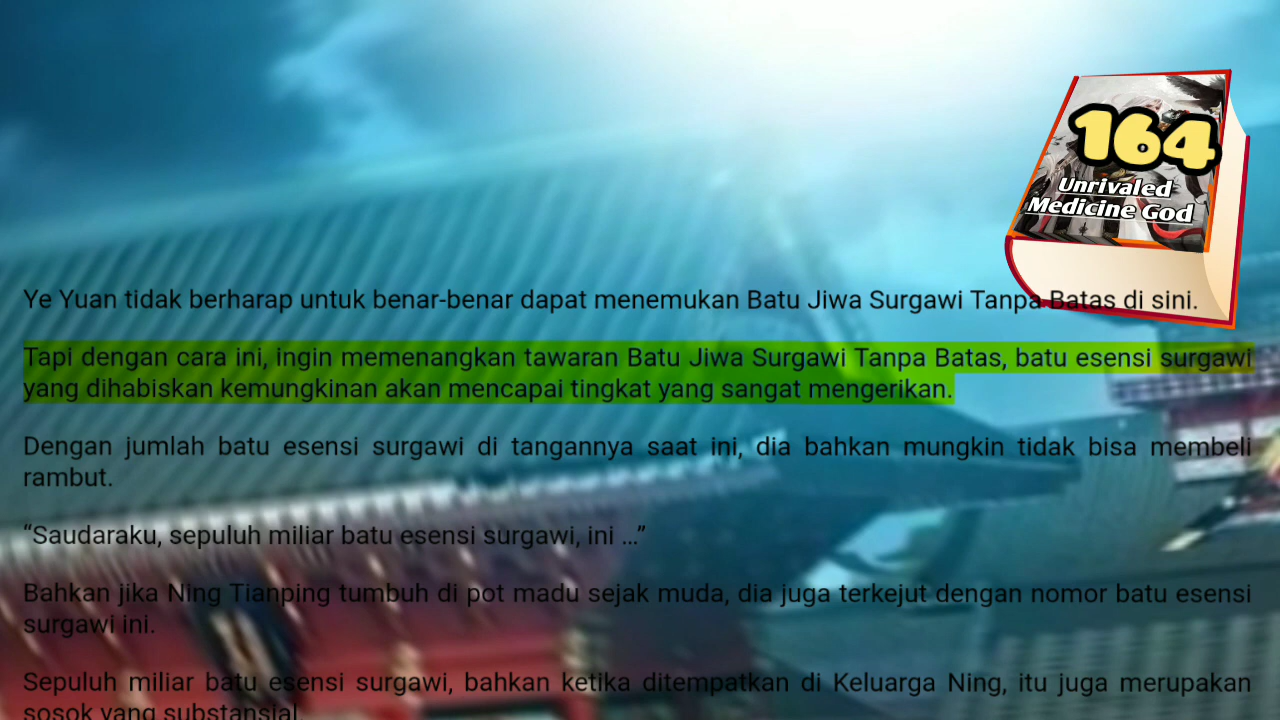 164
Unrivaled
Medicine God
Ye Yuan tidak berharap untuk benar-benar dapat menemukan Batu Jiwa Surgawi Tanpa Batas di sini.
Tapi dengan cara ini, ingin memenangkan tawaran Batu Jiwa Surgawi Tanpa Batas, batu esensi surgawi
yang dihabiskan kemungkinan akan mencapai tingkat yang sangat mengerikan.
Dengan jumlah batu esensi surgawi di tangannya saat ini, dia bahkan mungkin tidak bisa membeli
rambut.
“Saudaraku, sepuluh miliar batu esensi surgawi, ini …”
Bahkan jika Ning Tianping tumbuh di pot madu sejak muda, dia juga terkejut dengan nomor batu esensi
surgawi ini.
Sepuluh miliar batu esensi surgawi, bahkan ketika ditempatkan di Keluarga Ning, itu juga merupakan
sosok yang substansial.